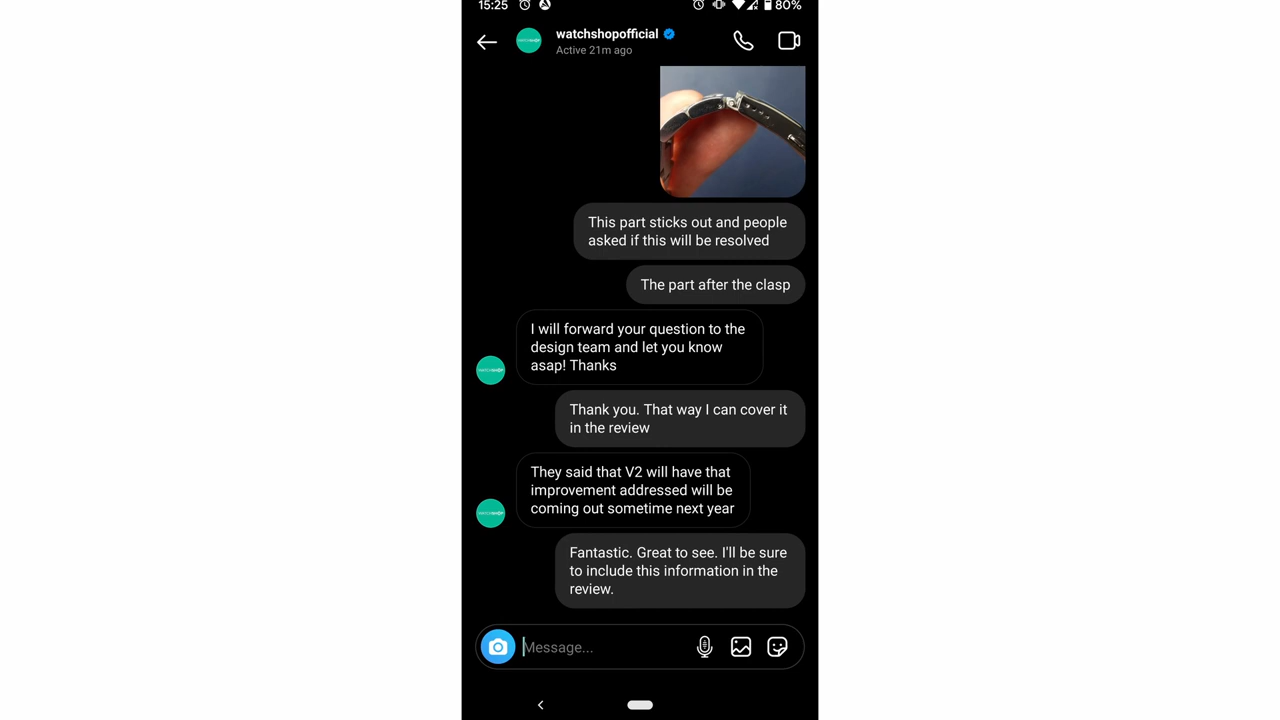 15:25
80%
watchshopofficial
Active 21m ago
This part sticks out and people
asked if this will be resolved
The part after the clasp
I will forward your question to the
design team and let you know
asap! Thanks
Thank you. That way I can cover it
in the review
They said that V2 will have that
improvement addressed will be
coming out sometime next year
Fantastic. Great to see. I'll be sure
to include this information in the
review.
Message...